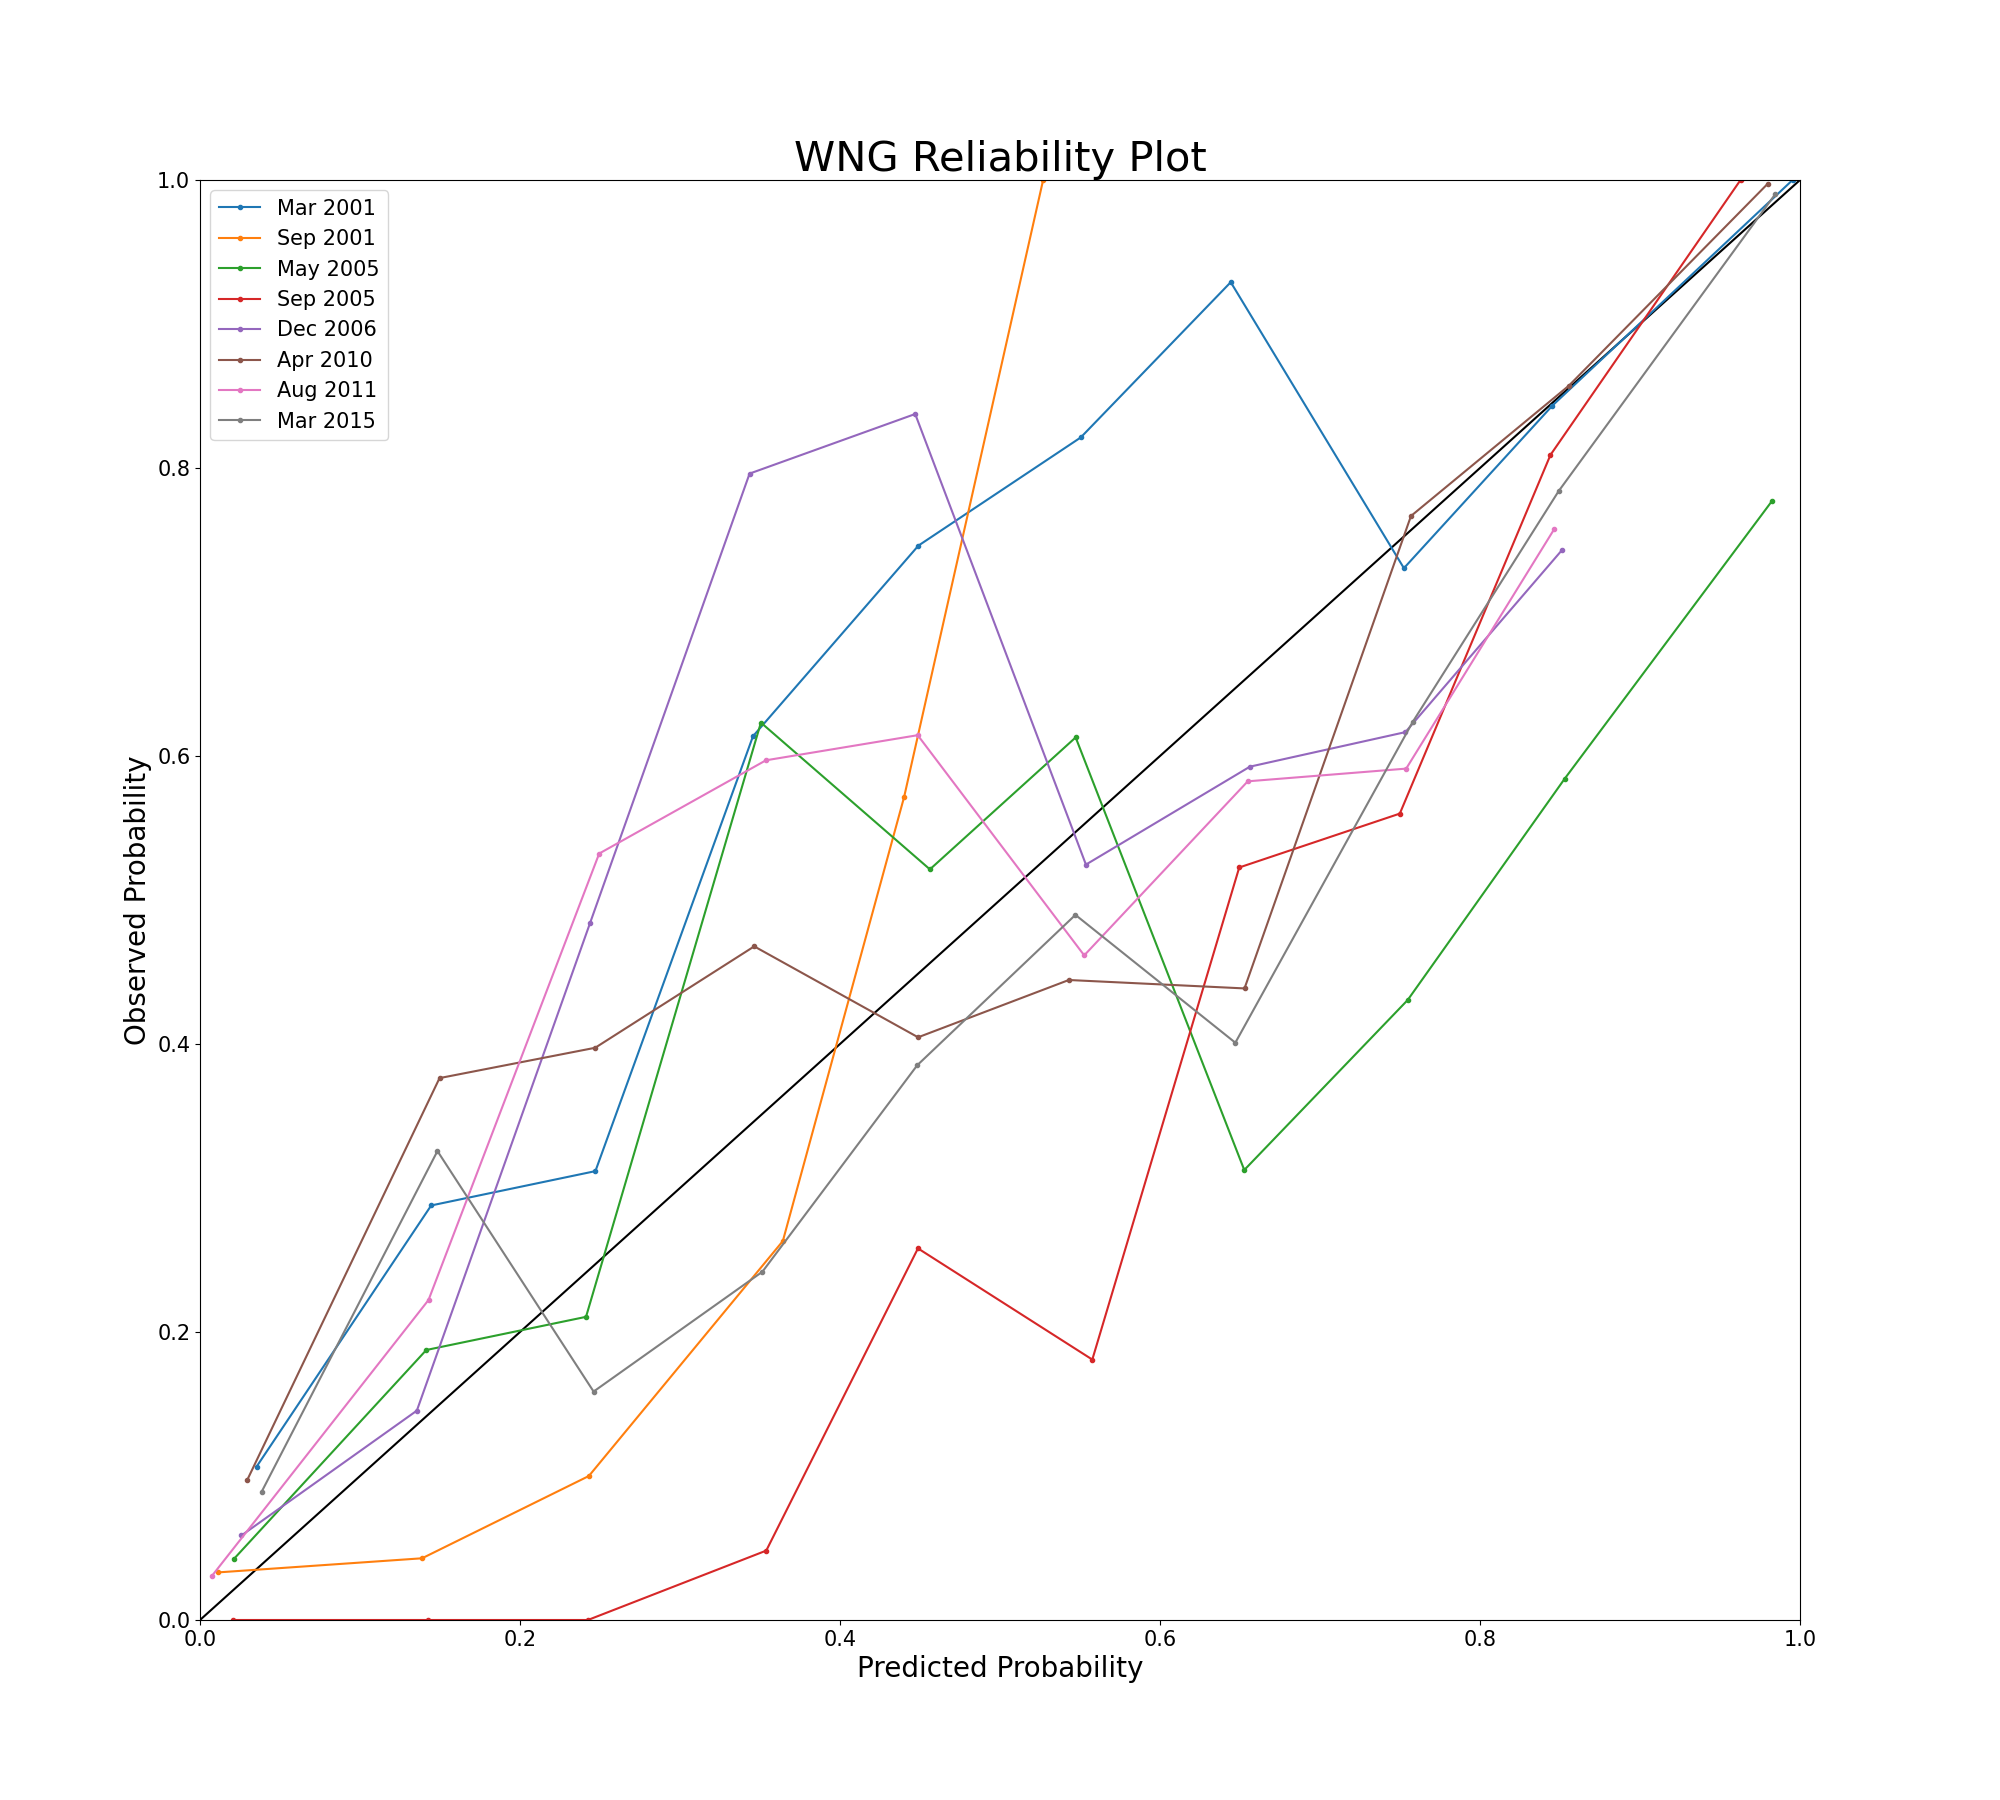 WNG Reliability Plot
1.0
0.8
0.6
0.4
0.2
0.0
Observed Probability
Mar 2001
Sep 2001
May 2005
Sep 2005
Dec 2006
Apr 2010
Aug 2011
Mar 2015
0.0 0.2 0.4 0.6 0.8 1.0
Predicted Probability